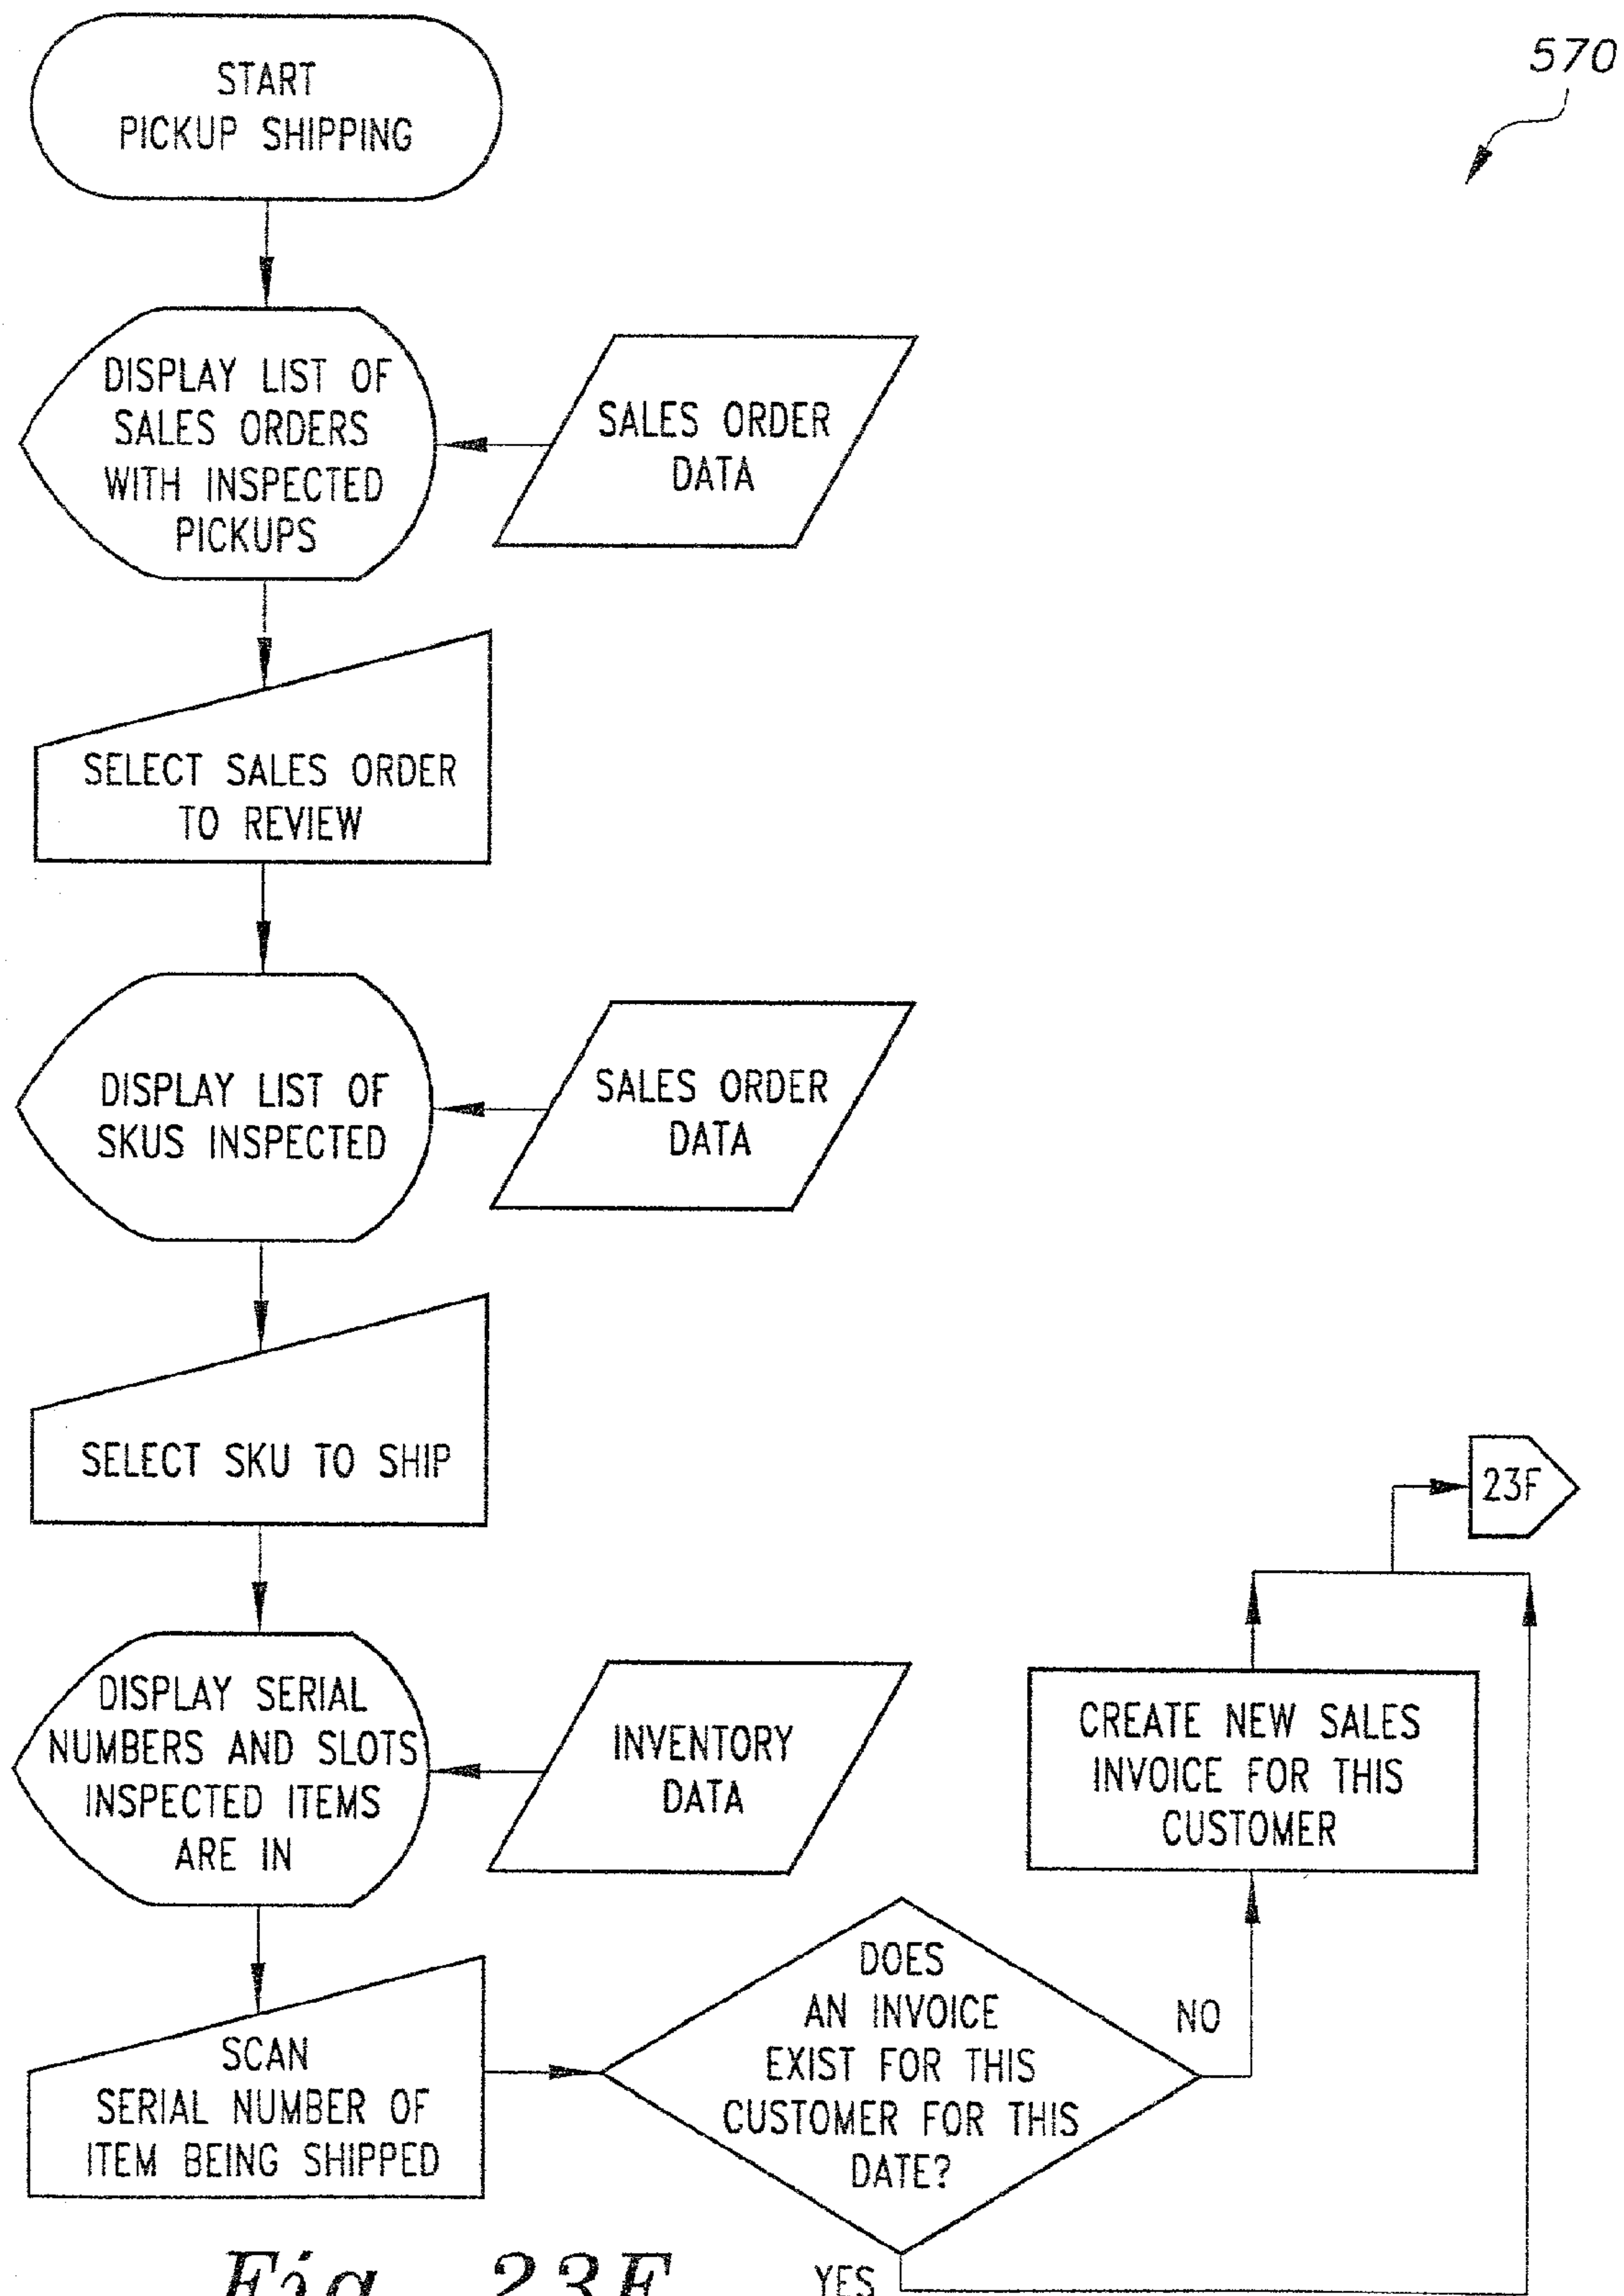 570
START
PICKUP SHIPPING
DISPLAY LIST OF
SALES ORDERS
WITH INSPECTED
PICKUPS
SALES ORDER
DATA
SELECT SALES ORDER
TO REVIEW
DISPLAY LIST OF
SKUS INSPECTED
SALES ORDER
DATA
SELECT SKU TO SHIP
23F
DISPLAY SERIAL
NUMBERS AND SLOTS
INSPECTED ITEMS
ARE IN
INVENTORY
DATA
CREATE NEW SALES
INVOICE FOR THIS
CUSTOMER
SCAN
SERIAL NUMBER OF
ITEM BEING SHIPPED
DOES
AN INVOICE
EXIST FOR THIS
CUSTOMER FOR THIS
DATE?
NO
YES
Fig